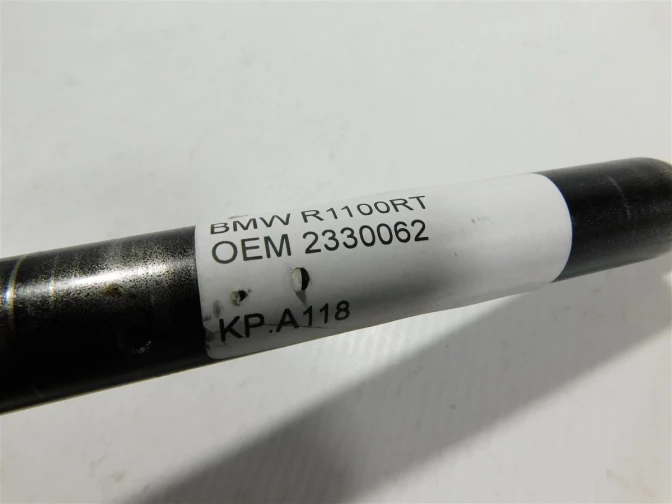 BMW R1100RT
OEM 2330062
KP.A118